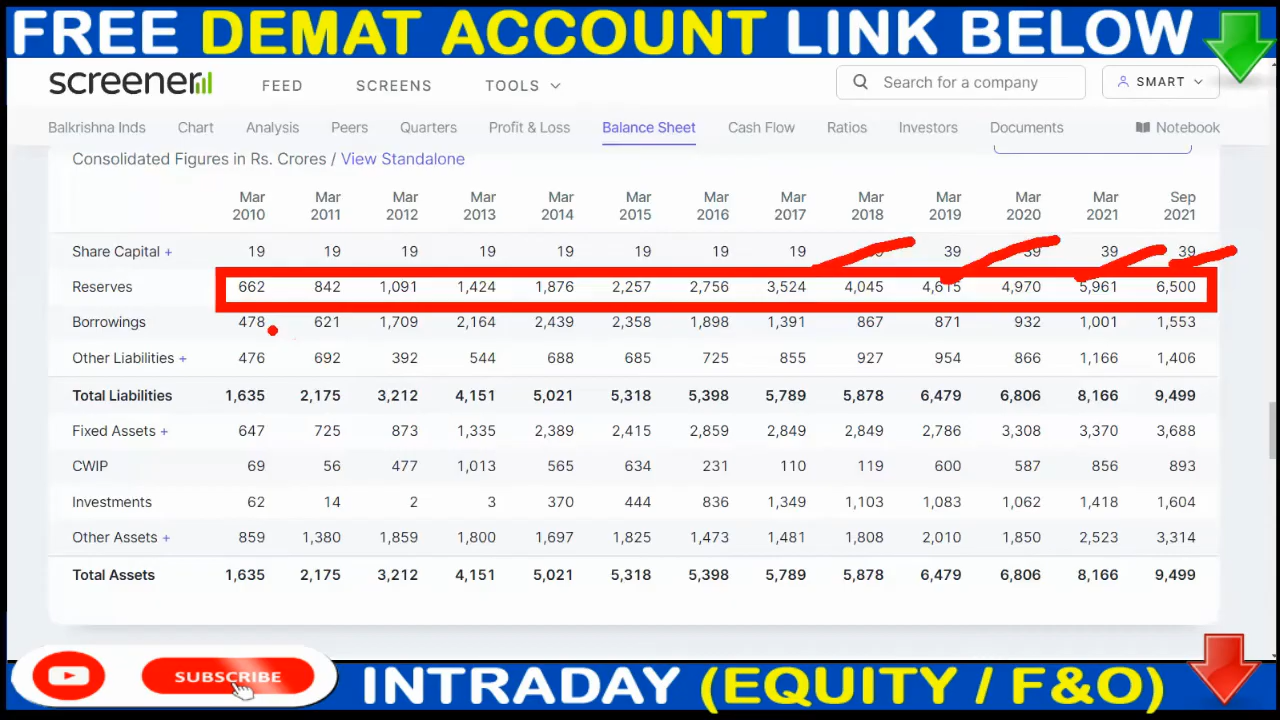 FREE DEMAT ACCOUNT LINK BELOW
screener FEED SCREENS TOOLS Search for a company SMART
Balkrishna Inds Chart Analysis Peers Quarters Profit & Loss Balance Sheet Cash Flow Ratios Investors Documents Notebook
Consolidated Figures in Rs. Crores / View Standalone
Mar Mar Mar Mar Mar Mar Mar Mar Mar Mar Mar Mar Sep
2010 2011 2012 2013 2014 2015 2016 2017 2018 2019 2020 2021 2021
Share Capital + 19 19 19 19 19 19 19 19 39 39 39 39
Reserves 662 842 1,091 1,424 1,876 2,257 2,756 3,524 4,045 4,615 4,970 5,961 6,500
Borrowings 478 621 1,709 2,164 2,439 2,358 1,898 1,391 867 871 932 1,001 1,553
Other Liabilities + 476 692 392 544 688 685 725 855 927 954 866 1,166 1,406
Total Liabilities 1,635 2,175 3,212 4,151 5,021 5,318 5,398 5,789 5,878 6,479 6,806 8,166 9,499
Fixed Assets + 647 725 873 1,335 2,389 2,415 2,859 2,849 2,849 2,786 3,308 3,370 3,688
CWIP 69 56 477 1,013 565 634 231 110 119 600 587 856 893
Investments 62 14 2 3 370 444 836 1,349 1,103 1,083 1,062 1,418 1,604
Other Assets + 859 1,380 1,859 1,800 1,697 1,825 1,473 1,481 1,808 2,010 1,850 2,523 3,314
Total Assets 1,635 2,175 3,212 4,151 5,021 5,318 5,398 5,789 5,878 6,479 6,806 8,166 9,499
SUBSCRIBE INTRADAY (EQUITY / F&O)